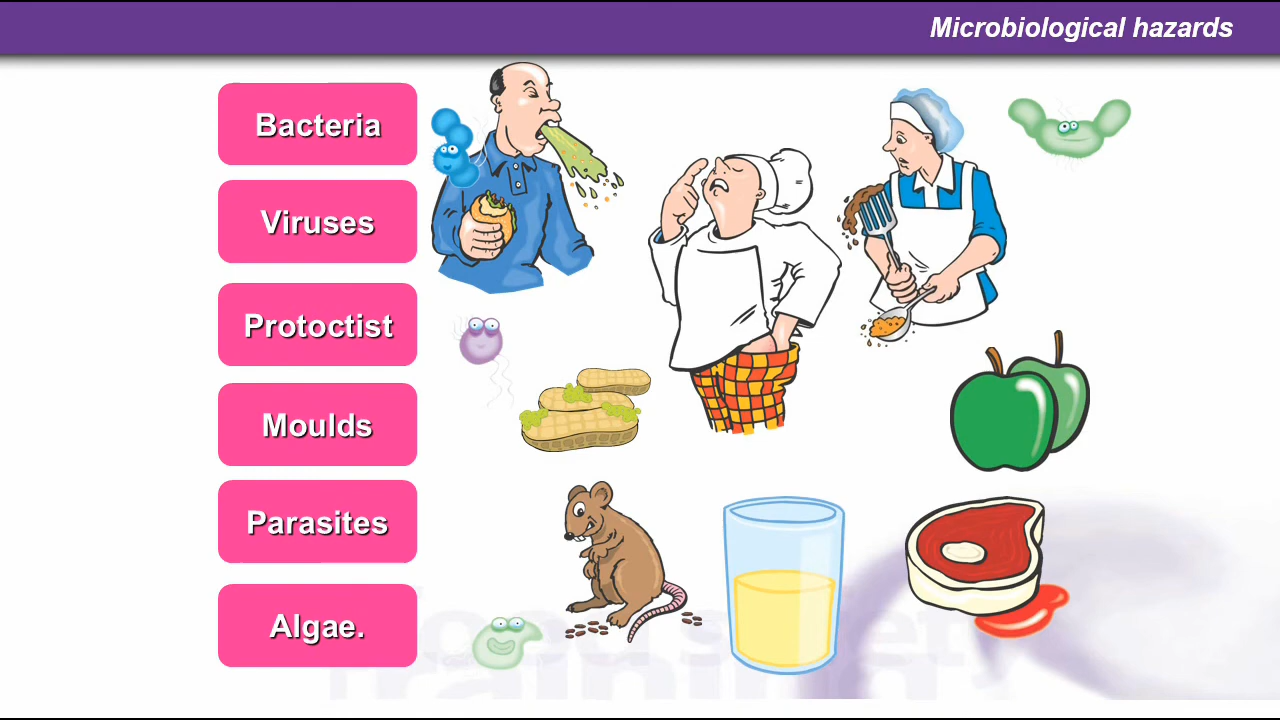 Microbiological hazards
Bacteria
Viruses
Protoctist
Moulds
Parasites
Algae.